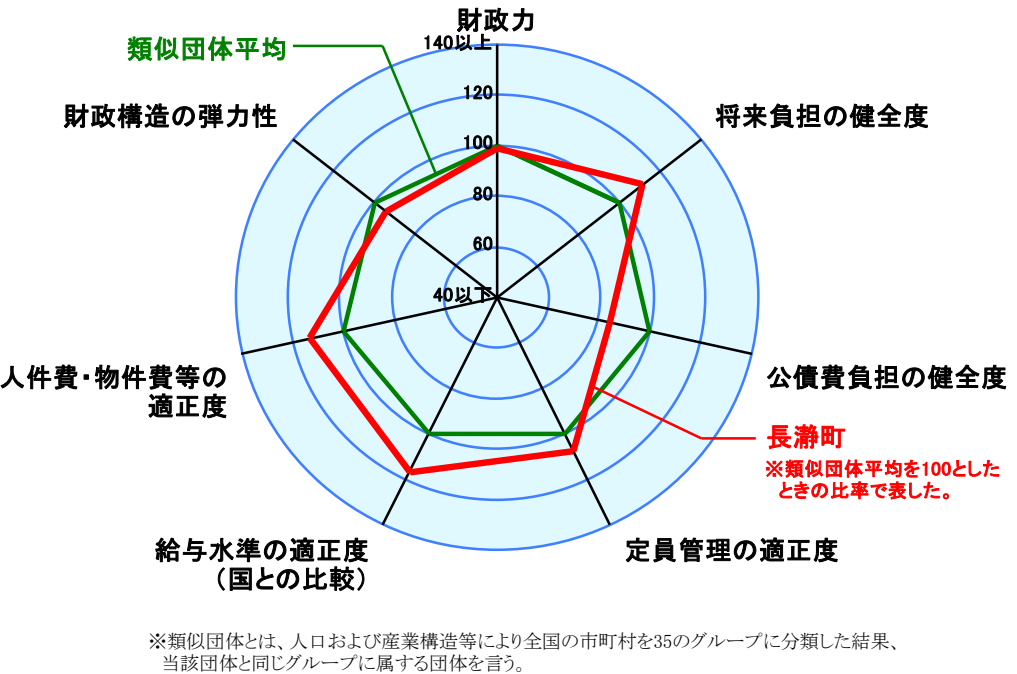 財政力
140以上
類似団体平均
120
財政構造の弾力性
将来負担の健全度
100
80
60
40以下
人件費・物件費等の
適正度
公債費負担の健全度
長瀞町
※類似団体平均を100とした
ときの比率で表した。
給与水準の適正度
（国との比較）
定員管理の適正度
※類似団体とは、人口および産業構造等により全国の市町村を35のグループに分類した結果、
当該団体と同じグループに属する団体を言う。